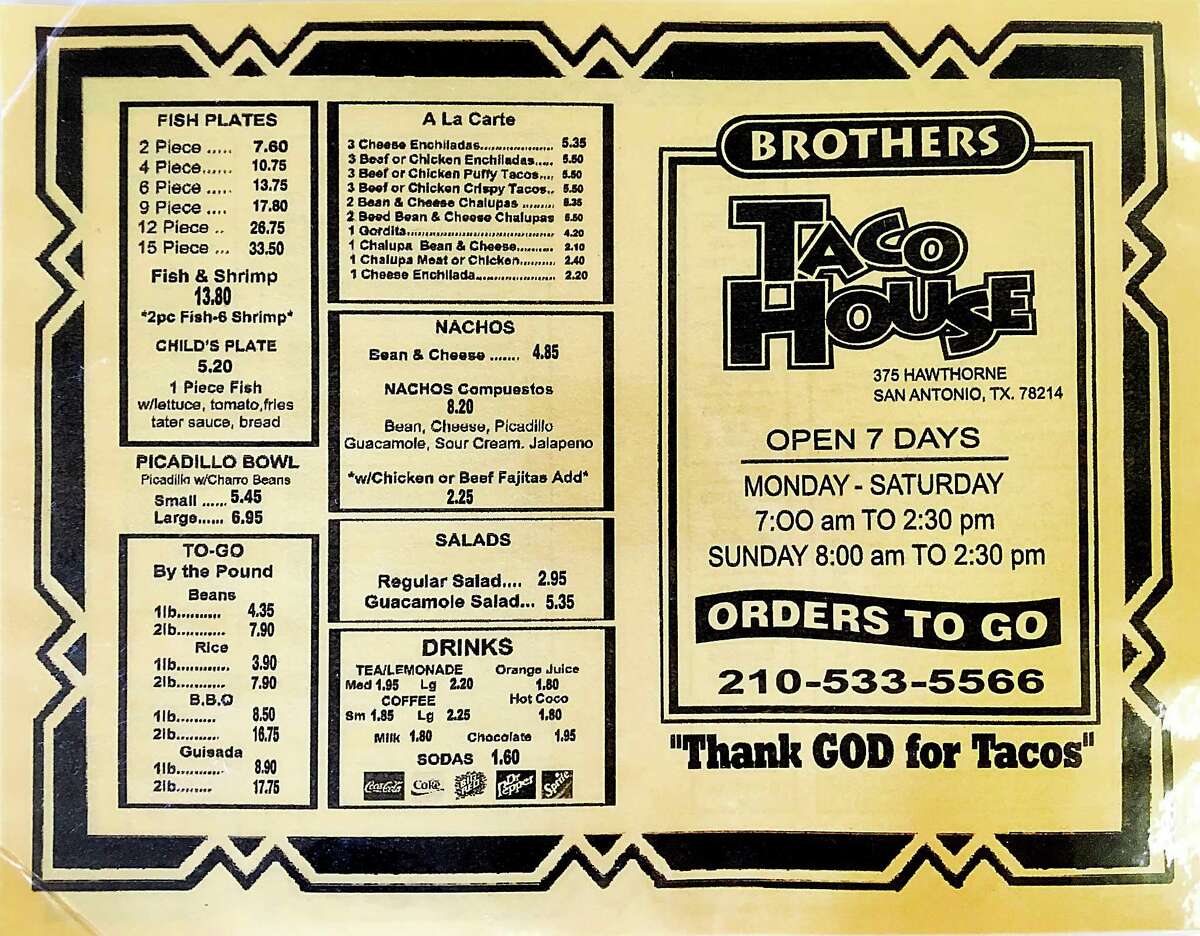 FISH PLATES
2 Piece ..... 7.60
4 Piece...... 10.75
6 Piece ..... 13.75
9 Piece .... 17.80
12 Piece .. 26.75
15 Piece ... 33.50
Fish & Shrimp
13.80
*2pc Fish-6 Shrimp*
CHILD'S PLATE
5.20
1 Piece Fish
w/lettuce, tomato,fries
tater sauce, bread
PICADILLO BOWL
Picadillo w/Charro Beans
Small ...... 5.45
Large...... 6.95
TO-GO
By the Pound
Beans
1lb........... 4.35
2lb........... 7.90
Rice
1lb............ 3.90
2lb............ 7.90
B.B.Q
1lb......... 8.50
2lb.......... 16.75
Guisada
1lb............ 8.90
2lb........ 17.75
A La Carte
3 Cheese Enchiladas.................. 5.35
3 Beef or Chicken Enchiladas..... 5.50
3 Beef or Chicken Puffy Tacos.... 5.50
3 Beef or Chicken Crispy Tacos.. 5.50
2 Bean & Cheese Chalupas ......... 5.35
2 Beed Bean & Cheese Chalupas 5.50
1 Gordita..................................... 4.20
1 Chalupa Bean & Cheese.......... 2.10
1 Chalupa Meat or Chicken......... 2.40
1 Cheese Enchilada..................... 2.20
NACHOS
Bean & Cheese ....... 4.85
NACHOS Compuestos
8.20
Bean, Cheese, Picadillo
Guacamole, Sour Cream. Jalapeno
*w/Chicken or Beef Fajitas Add*
2.25
SALADS
Regular Salad.... 2.95
Guacamole Salad... 5.35
DRINKS
TEA/LEMONADE Orange Juice
Med 1.95 Lg 2.20 1.80
COFFEE Hot Coco
Sm 1.85 Lg 2.25 1.80
Milk 1.80 Chocolate 1.95
SODAS 1.60
Coca-Cola Coke Dr Pepper Sprite
BROTHERS
TACO
HOUSE
375 HAWTHORNE
SAN ANTONIO, TX. 78214
OPEN 7 DAYS
MONDAY - SATURDAY
7:OO am TO 2:30 pm
SUNDAY 8:00 am TO 2:30 pm
ORDERS TO GO
210-533-5566
"Thank GOD for Tacos"